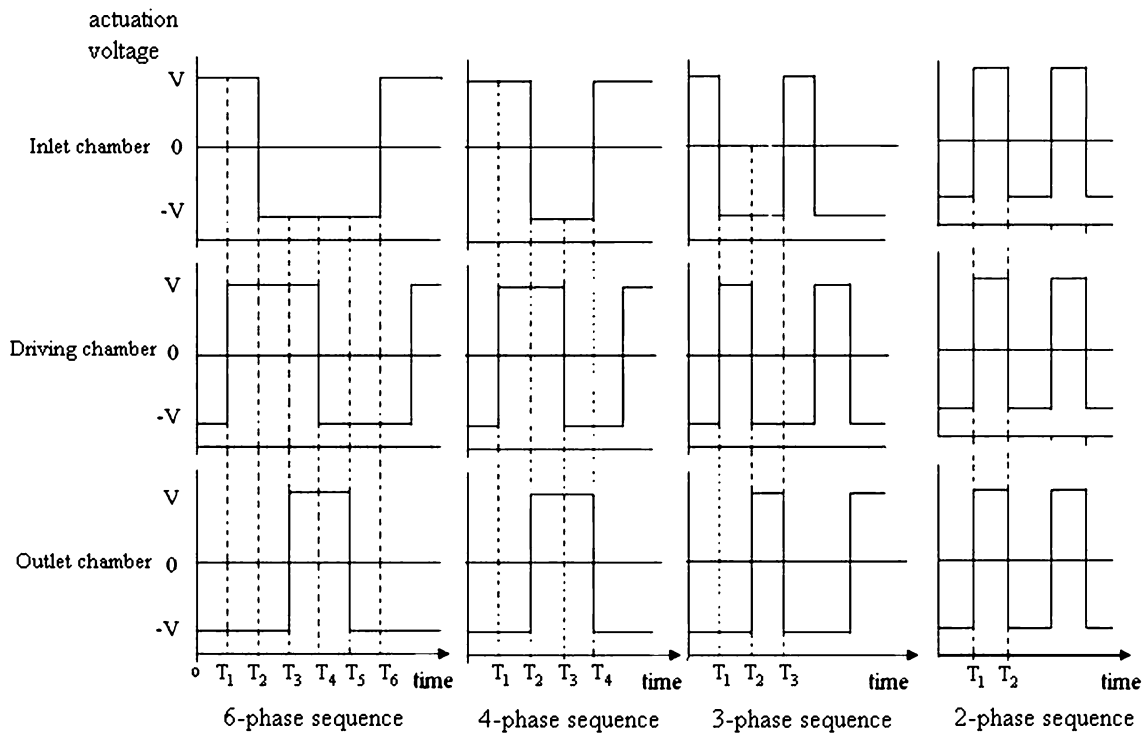 actuation
voltage
V
Inlet chamber 0
-V
V
Driving chamber 0
-V
V
Outlet chamber 0
-V
0 T1 T2 T3 T4 T5 T6 time
T1 T2 T3 T4 time
T1 T2 T3 time
T1 T2 time
6-phase sequence
4-phase sequence
3-phase sequence
2-phase sequence